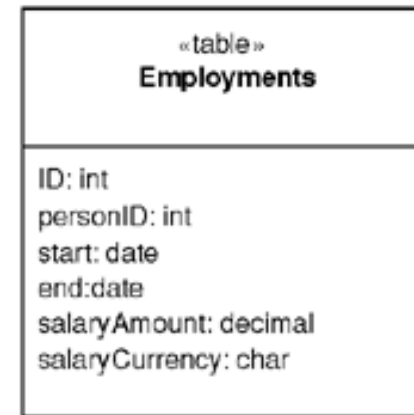 «table»
Employments
ID: int
personID: int
start: date
end:date
salaryAmount: decimal
salaryCurrency: char